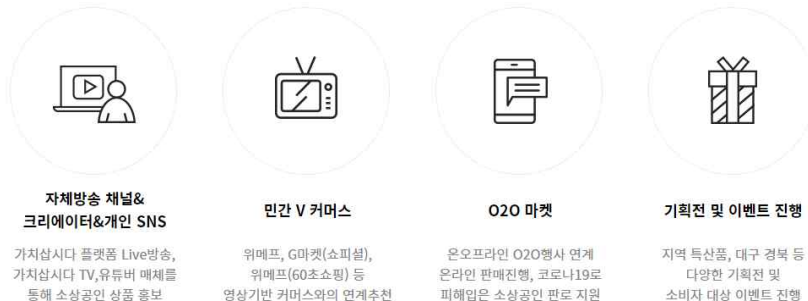 자체방송 채널&
크리에이터&개인 SNS
가치삽시다 플랫폼 Live방송,
가치삽시다 TV,유튜버 매체를
통해 소상공인 상품 홍보
민간 V 커머스
위메프, G마켓(쇼피셜),
위메프(60초쇼핑) 등
영상기반 커머스와의 연계추천
O2O 마켓
온오프라인 O2O행사 연계
온라인 판매진행, 코로나19로
피해입은 소상공인 판로 지원
기획전 및 이벤트 진행
지역 특산품, 대구 경북 등
다양한 기획전 및
소비자 대상 이벤트 진행